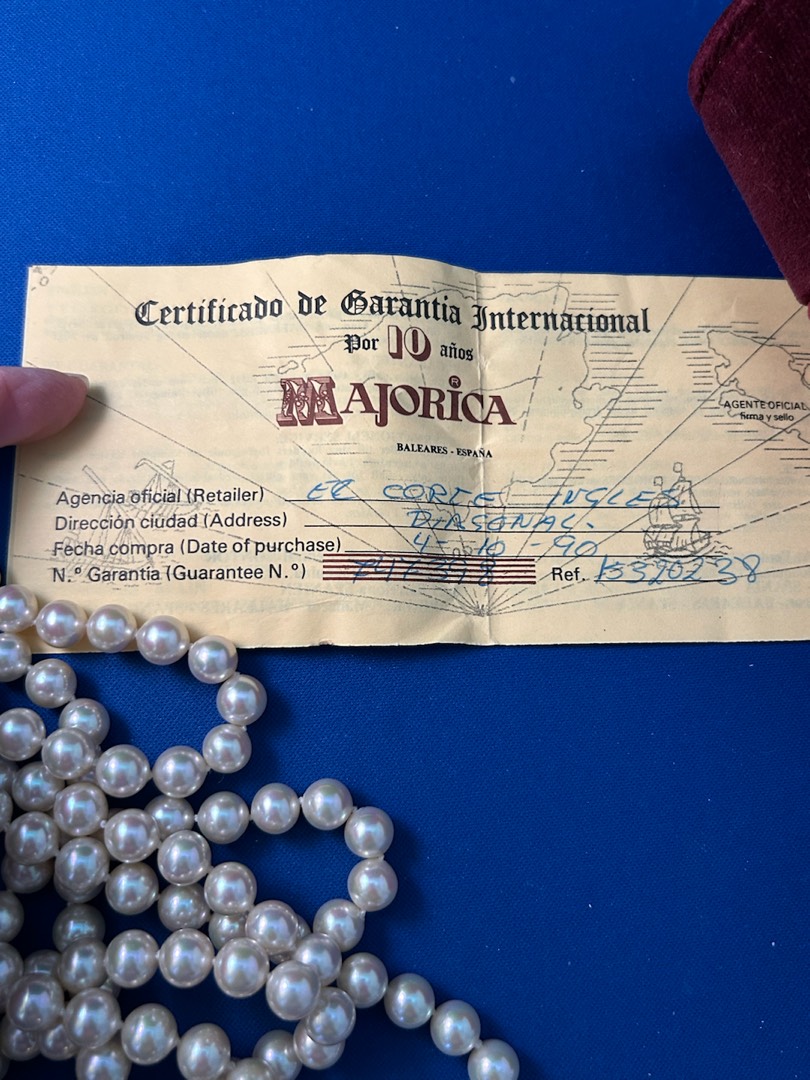 Certificado de Garantia Internacional
Por 10 años
MAJORICA®
BALEARES - ESPAÑA
AGENTE OFICIAL
firma y sello
Agencia oficial (Retailer) EL CORTE INGLES
Dirección ciudad (Address) DIAGONAL.
Fecha compra (Date of purchase) 4-10-90
N.º Garantía (Guarantee N.º)
Ref.